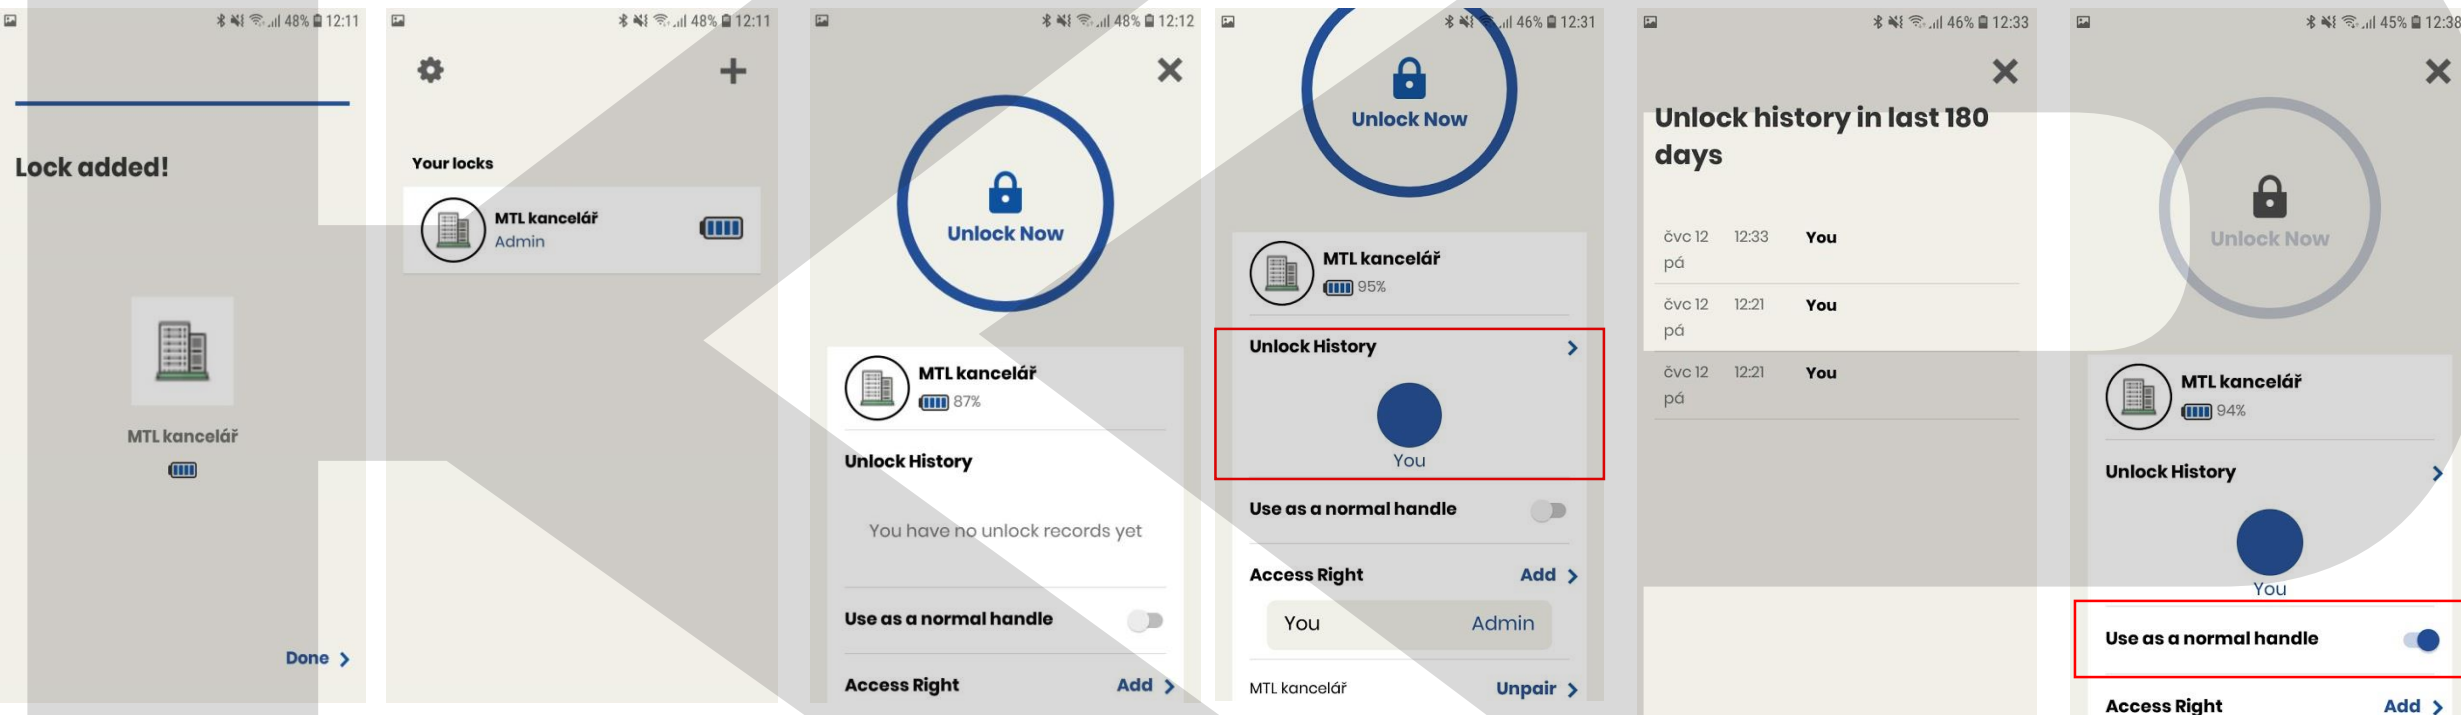 48% 12:11
Lock added!
MTL kancelář
Done
48% 12:11
Your locks
MTL kancelář
Admin
48% 12:12
Unlock Now
MTL kancelář
87%
Unlock History
You have no unlock records yet
Use as a normal handle
Access Right Add
46% 12:31
Unlock Now
MTL kancelář
95%
Unlock History
You
Use as a normal handle
Access Right Add
You Admin
MTL kancelář Unpair
46% 12:33
Unlock history in last 180
days
čvc 12 12:33 You
pá
čvc 12 12:21 You
pá
čvc 12 12:21 You
pá
45% 12:38
Unlock Now
MTL kancelář
94%
Unlock History
You
Use as a normal handle
Access Right Add